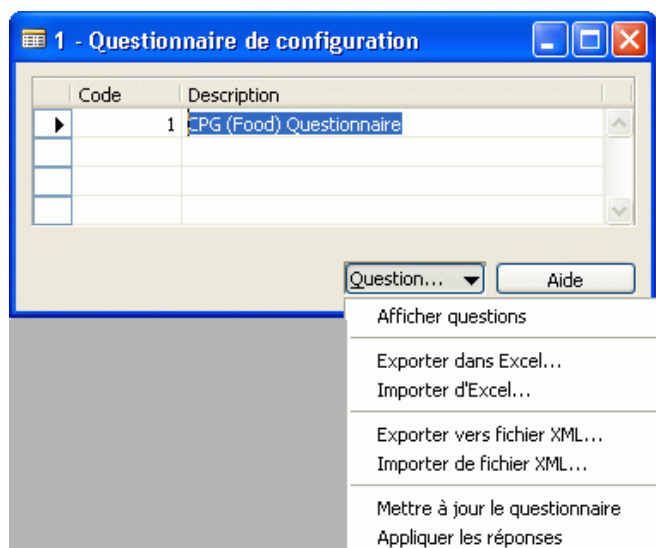 1 - Questionnaire de configuration
Code Description
1 CPG (Food) Questionnaire
Question... Aide
Afficher questions
Exporter dans Excel...
Importer d'Excel...
Exporter vers fichier XML...
Importer de fichier XML...
Mettre à jour le questionnaire
Appliquer les réponses